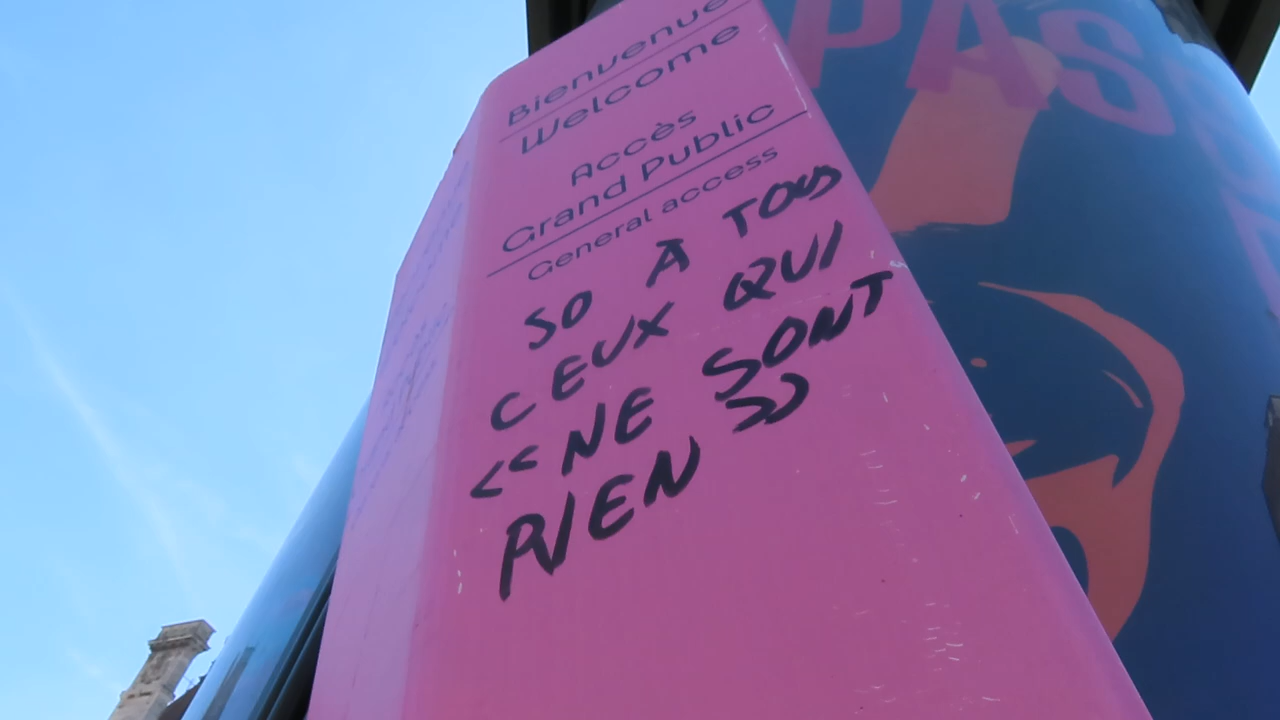 Bienvenue
Welcome
Accès
Grand Public
General access
SO A TOUS
CEUX QUI
<< NE SONT
RIEN >>
PAS